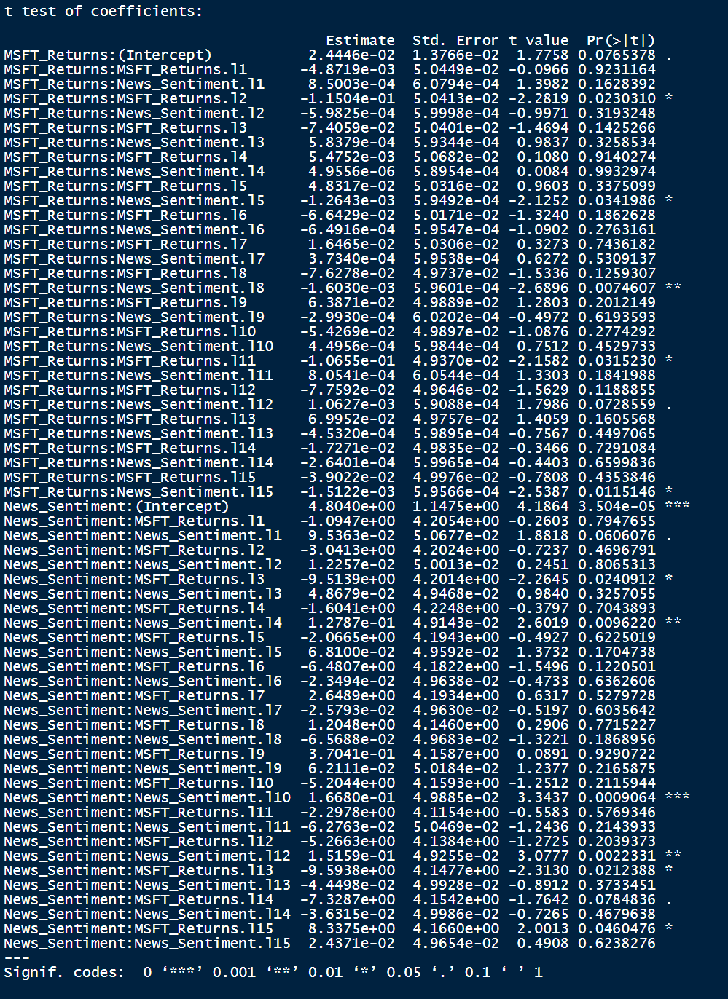 t test of coefficients:
Estimate Std. Error t value Pr(>|t|)
MSFT_Returns:(Intercept) 2.4446e-02 1.3766e-02 1.7758 0.0765378 .
MSFT_Returns:MSFT_Returns.l1 -4.8719e-03 5.0449e-02 -0.0966 0.9231164
MSFT_Returns:News_Sentiment.l1 8.5003e-04 6.0794e-04 1.3982 0.1628392
MSFT_Returns:MSFT_Returns.l2 -1.1504e-01 5.0413e-02 -2.2819 0.0230310 *
MSFT_Returns:News_Sentiment.l2 -5.9825e-04 5.9998e-04 -0.9971 0.3193248
MSFT_Returns:MSFT_Returns.l3 -7.4059e-02 5.0401e-02 -1.4694 0.1425266
MSFT_Returns:News_Sentiment.l3 5.8379e-04 5.9344e-04 0.9837 0.3258534
MSFT_Returns:MSFT_Returns.l4 5.4752e-03 5.0682e-02 0.1080 0.9140274
MSFT_Returns:News_Sentiment.l4 4.9556e-06 5.8954e-04 0.0084 0.9932974
MSFT_Returns:MSFT_Returns.l5 4.8317e-02 5.0316e-02 0.9603 0.3375099
MSFT_Returns:News_Sentiment.l5 -1.2643e-03 5.9492e-04 -2.1252 0.0341986 *
MSFT_Returns:MSFT_Returns.l6 -6.6429e-02 5.0171e-02 -1.3240 0.1862628
MSFT_Returns:News_Sentiment.l6 -6.4916e-04 5.9547e-04 -1.0902 0.2763161
MSFT_Returns:MSFT_Returns.l7 1.6465e-02 5.0306e-02 0.3273 0.7436182
MSFT_Returns:News_Sentiment.l7 3.7340e-04 5.9538e-04 0.6272 0.5309137
MSFT_Returns:MSFT_Returns.l8 -7.6278e-02 4.9737e-02 -1.5336 0.1259307
MSFT_Returns:News_Sentiment.l8 -1.6030e-03 5.9601e-04 -2.6896 0.0074607 **
MSFT_Returns:MSFT_Returns.l9 6.3871e-02 4.9889e-02 1.2803 0.2012149
MSFT_Returns:News_Sentiment.l9 -2.9930e-04 6.0202e-04 -0.4972 0.6193593
MSFT_Returns:MSFT_Returns.l10 -5.4269e-02 4.9897e-02 -1.0876 0.2774292
MSFT_Returns:News_Sentiment.l10 4.4956e-04 5.9844e-04 0.7512 0.4529733
MSFT_Returns:MSFT_Returns.l11 -1.0655e-01 4.9370e-02 -2.1582 0.0315230 *
MSFT_Returns:News_Sentiment.l11 8.0541e-04 6.0544e-04 1.3303 0.1841988
MSFT_Returns:MSFT_Returns.l12 -7.7592e-02 4.9646e-02 -1.5629 0.1188855
MSFT_Returns:News_Sentiment.l12 1.0627e-03 5.9088e-04 1.7986 0.0728559 .
MSFT_Returns:MSFT_Returns.l13 6.9952e-02 4.9757e-02 1.4059 0.1605568
MSFT_Returns:News_Sentiment.l13 -4.5320e-04 5.9895e-04 -0.7567 0.4497065
MSFT_Returns:MSFT_Returns.l14 -1.7271e-02 4.9835e-02 -0.3466 0.7291084
MSFT_Returns:News_Sentiment.l14 -2.6401e-04 5.9965e-04 -0.4403 0.6599836
MSFT_Returns:MSFT_Returns.l15 -3.9022e-02 4.9976e-02 -0.7808 0.4353846
MSFT_Returns:News_Sentiment.l15 -1.5122e-03 5.9566e-04 -2.5387 0.0115146 *
News_Sentiment:(Intercept) 4.8040e+00 1.1475e+00 4.1864 3.504e-05 ***
News_Sentiment:MSFT_Returns.l1 -1.0947e+00 4.2054e+00 -0.2603 0.7947655
News_Sentiment:News_Sentiment.l1 9.5363e-02 5.0677e-02 1.8818 0.0606076 .
News_Sentiment:MSFT_Returns.l2 -3.0413e+00 4.2024e+00 -0.7237 0.4696791
News_Sentiment:News_Sentiment.l2 1.2257e-02 5.0013e-02 0.2451 0.8065313
News_Sentiment:MSFT_Returns.l3 -9.5139e+00 4.2014e+00 -2.2645 0.0240912 *
News_Sentiment:News_Sentiment.l3 4.8679e-02 4.9468e-02 0.9840 0.3257055
News_Sentiment:MSFT_Returns.l4 -1.6041e+00 4.2248e+00 -0.3797 0.7043893
News_Sentiment:News_Sentiment.l4 1.2787e-01 4.9143e-02 2.6019 0.0096220 **
News_Sentiment:MSFT_Returns.l5 -2.0665e+00 4.1943e+00 -0.4927 0.6225019
News_Sentiment:News_Sentiment.l5 6.8100e-02 4.9592e-02 1.3732 0.1704738
News_Sentiment:MSFT_Returns.l6 -6.4807e+00 4.1822e+00 -1.5496 0.1220501
News_Sentiment:News_Sentiment.l6 -2.3494e-02 4.9638e-02 -0.4733 0.6362606
News_Sentiment:MSFT_Returns.l7 2.6489e+00 4.1934e+00 0.6317 0.5279728
News_Sentiment:News_Sentiment.l7 -2.5793e-02 4.9630e-02 -0.5197 0.6035642
News_Sentiment:MSFT_Returns.l8 1.2048e+00 4.1460e+00 0.2906 0.7715227
News_Sentiment:News_Sentiment.l8 -6.5688e-02 4.9683e-02 -1.3221 0.1868956
News_Sentiment:MSFT_Returns.l9 3.7041e-01 4.1587e+00 0.0891 0.9290722
News_Sentiment:News_Sentiment.l9 6.2111e-02 5.0184e-02 1.2377 0.2165875
News_Sentiment:MSFT_Returns.l10 -5.2044e+00 4.1593e+00 -1.2512 0.2115944
News_Sentiment:News_Sentiment.l10 1.6680e-01 4.9885e-02 3.3437 0.0009064 ***
News_Sentiment:MSFT_Returns.l11 -2.2978e+00 4.1154e+00 -0.5583 0.5769346
News_Sentiment:News_Sentiment.l11 -6.2763e-02 5.0469e-02 -1.2436 0.2143933
News_Sentiment:MSFT_Returns.l12 -5.2663e+00 4.1384e+00 -1.2725 0.2039373
News_Sentiment:News_Sentiment.l12 1.5159e-01 4.9255e-02 3.0777 0.0022331 **
News_Sentiment:MSFT_Returns.l13 -9.5938e+00 4.1477e+00 -2.3130 0.0212388 *
News_Sentiment:News_Sentiment.l13 -4.4498e-02 4.9928e-02 -0.8912 0.3733451
News_Sentiment:MSFT_Returns.l14 -7.3287e+00 4.1542e+00 -1.7642 0.0784836 .
News_Sentiment:News_Sentiment.l14 -3.6315e-02 4.9986e-02 -0.7265 0.4679638
News_Sentiment:MSFT_Returns.l15 8.3375e+00 4.1660e+00 2.0013 0.0460476 *
News_Sentiment:News_Sentiment.l15 2.4371e-02 4.9654e-02 0.4908 0.6238276
---
Signif. codes: 0 ‘***’ 0.001 ‘**’ 0.01 ‘*’ 0.05 ‘.’ 0.1 ‘ ’ 1